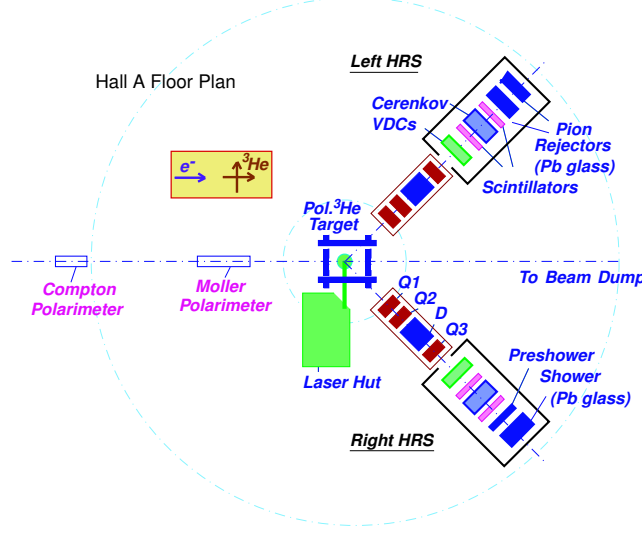 Left HRS
Hall A Floor Plan
Cerenkov
VDCs
Pion
Rejectors
(Pb glass)
Scintillators
e-
3He
Pol.3He
Target
To Beam Dump
Compton
Polarimeter
Moller
Polarimeter
Q1
Q2
D
Q3
Laser Hut
Preshower
Shower
(Pb glass)
Right HRS